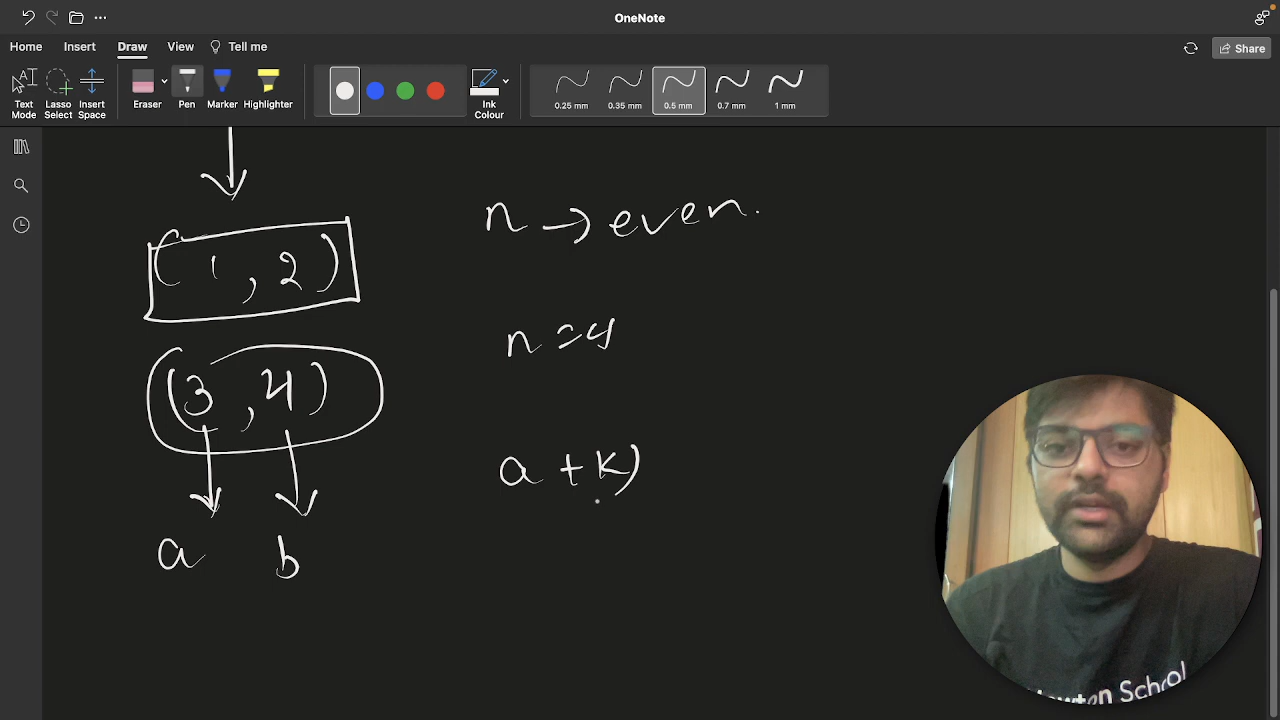 OneNote
Home Insert Draw View Tell me
Share
Text Mode
Lasso Select
Insert Space
Eraser
Pen
Marker
Highlighter
Ink Colour
0.25 mm
0.35 mm
0.5 mm
0.7 mm
1 mm
n → even.
(1, 2)
n = 4
(3, 4)
a + k)
a b
School